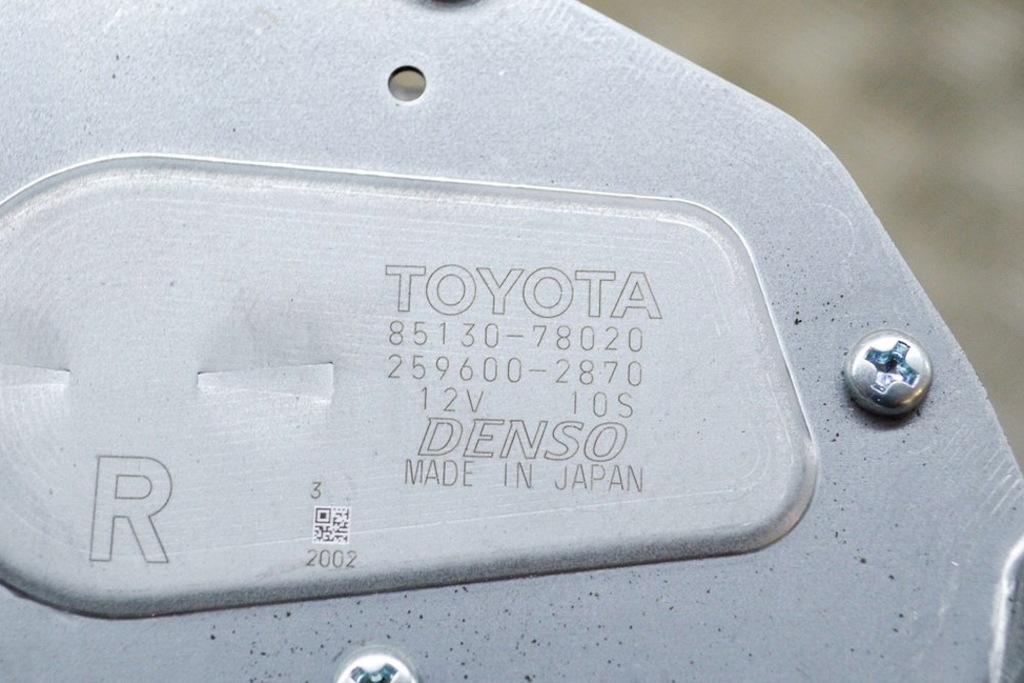 TOYOTA
85130-78020
259600-2870
12V 10S
DENSO
MADE IN JAPAN
R
3
2002